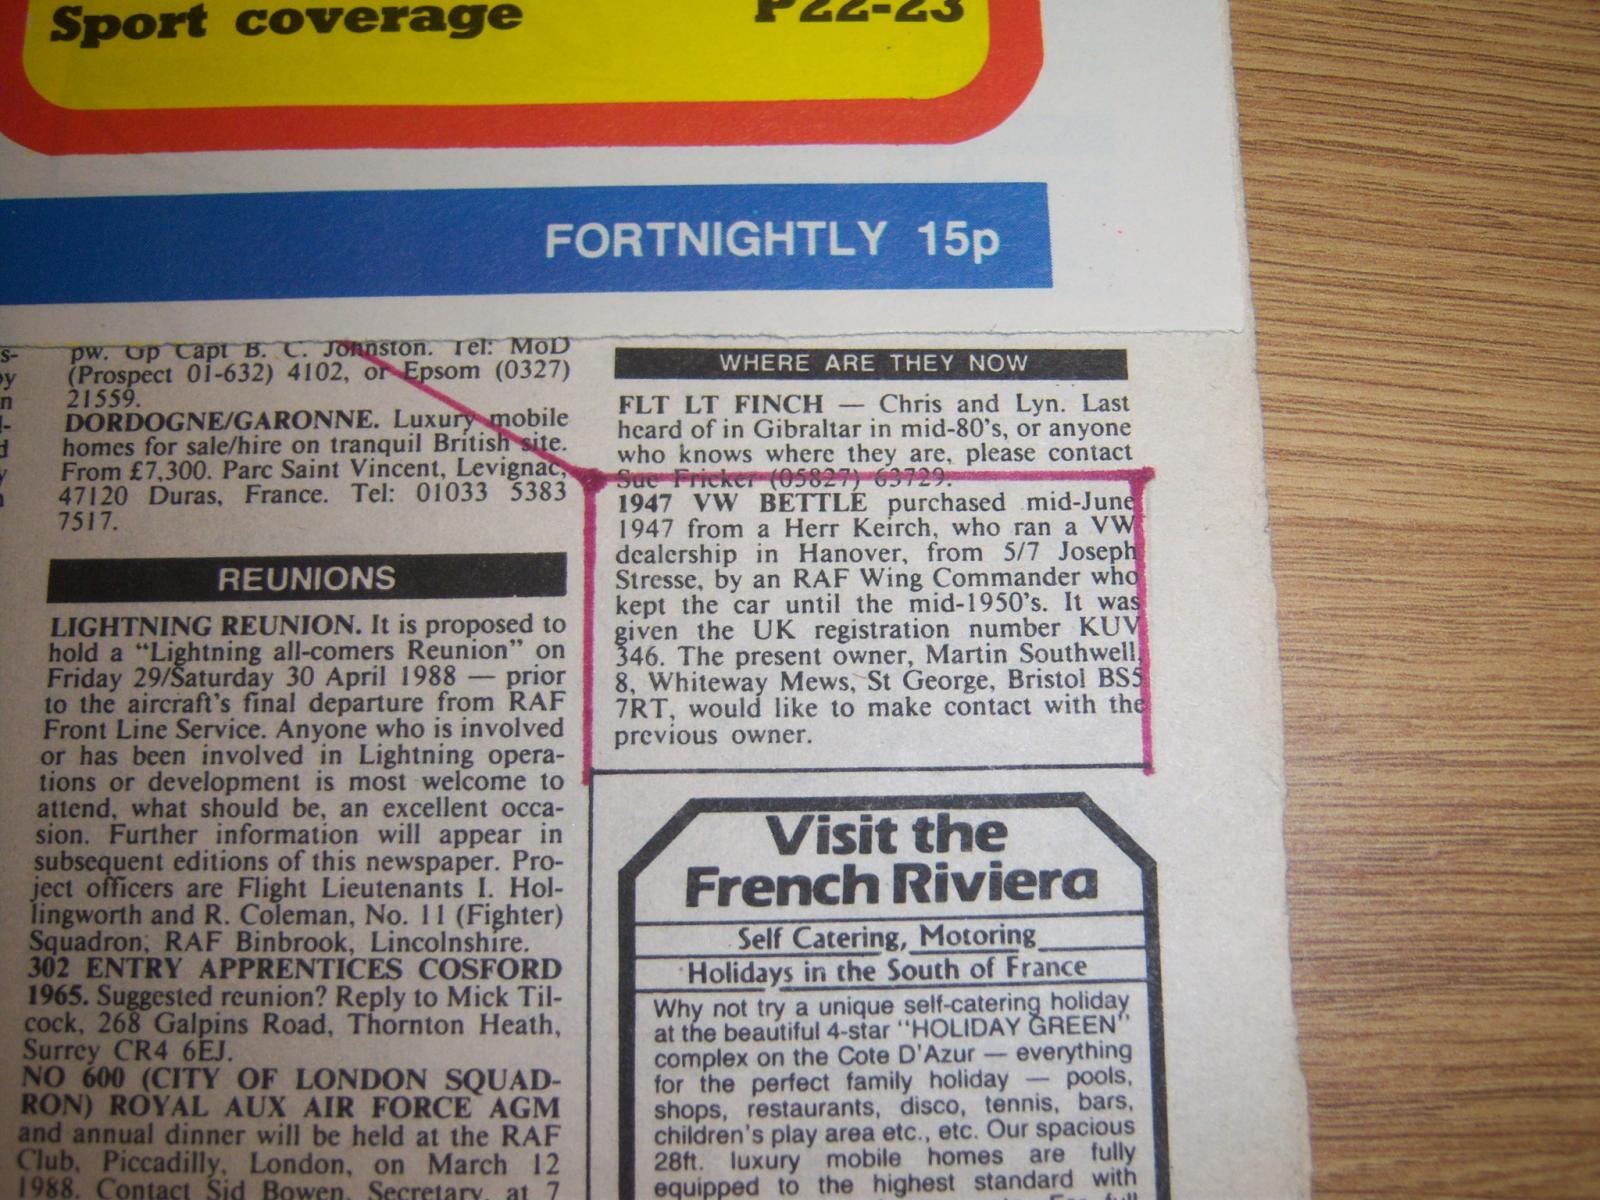 Sport coverage P22-23
FORTNIGHTLY 15p
pw. Gp Capt B. C. Johnston. Tel: MoD
(Prospect 01-632) 4102, or Epsom (0327)
21559.
DORDOGNE/GARONNE. Luxury mobile
homes for sale/hire on tranquil British site.
From £7,300. Parc Saint Vincent, Levignac,
47120 Duras, France. Tel: 01033 5383
7517.
REUNIONS
LIGHTNING REUNION. It is proposed to
hold a “Lightning all-comers Reunion” on
Friday 29/Saturday 30 April 1988 — prior
to the aircraft's final departure from RAF
Front Line Service. Anyone who is involved
or has been involved in Lightning opera-
tions or development is most welcome to
attend, what should be, an excellent occa-
sion. Further information will appear in
subsequent editions of this newspaper. Pro-
ject officers are Flight Lieutenants I. Hol-
lingworth and R. Coleman, No. 11 (Fighter)
Squadron, RAF Binbrook, Lincolnshire.
302 ENTRY APPRENTICES COSFORD
1965. Suggested reunion? Reply to Mick Til-
cock, 268 Galpins Road, Thornton Heath,
Surrey CR4 6EJ.
NO 600 (CITY OF LONDON SQUAD-
RON) ROYAL AUX AIR FORCE AGM
and annual dinner will be held at the RAF
Club, Piccadilly, London, on March 12
1988. Contact Sid Bowen, Secretary, at 7
WHERE ARE THEY NOW
FLT LT FINCH — Chris and Lyn. Last
heard of in Gibraltar in mid-80's, or anyone
who knows where they are, please contact
Sue Fricker (05827) 63729.
1947 VW BETTLE purchased mid-June
1947 from a Herr Keirch, who ran a VW
dealership in Hanover, from 5/7 Joseph
Stresse, by an RAF Wing Commander who
kept the car until the mid-1950's. It was
given the UK registration number KUV
346. The present owner, Martin Southwell,
8, Whiteway Mews, St George, Bristol BS5
7RT, would like to make contact with the
previous owner.
Visit the
French Riviera
Self Catering, Motoring
Holidays in the South of France
Why not try a unique self-catering holiday
at the beautiful 4-star "HOLIDAY GREEN"
complex on the Cote D'Azur — everything
for the perfect family holiday — pools,
shops, restaurants, disco, tennis, bars,
children's play area etc., etc. Our spacious
28ft. luxury mobile homes are fully
equipped to the highest standard with